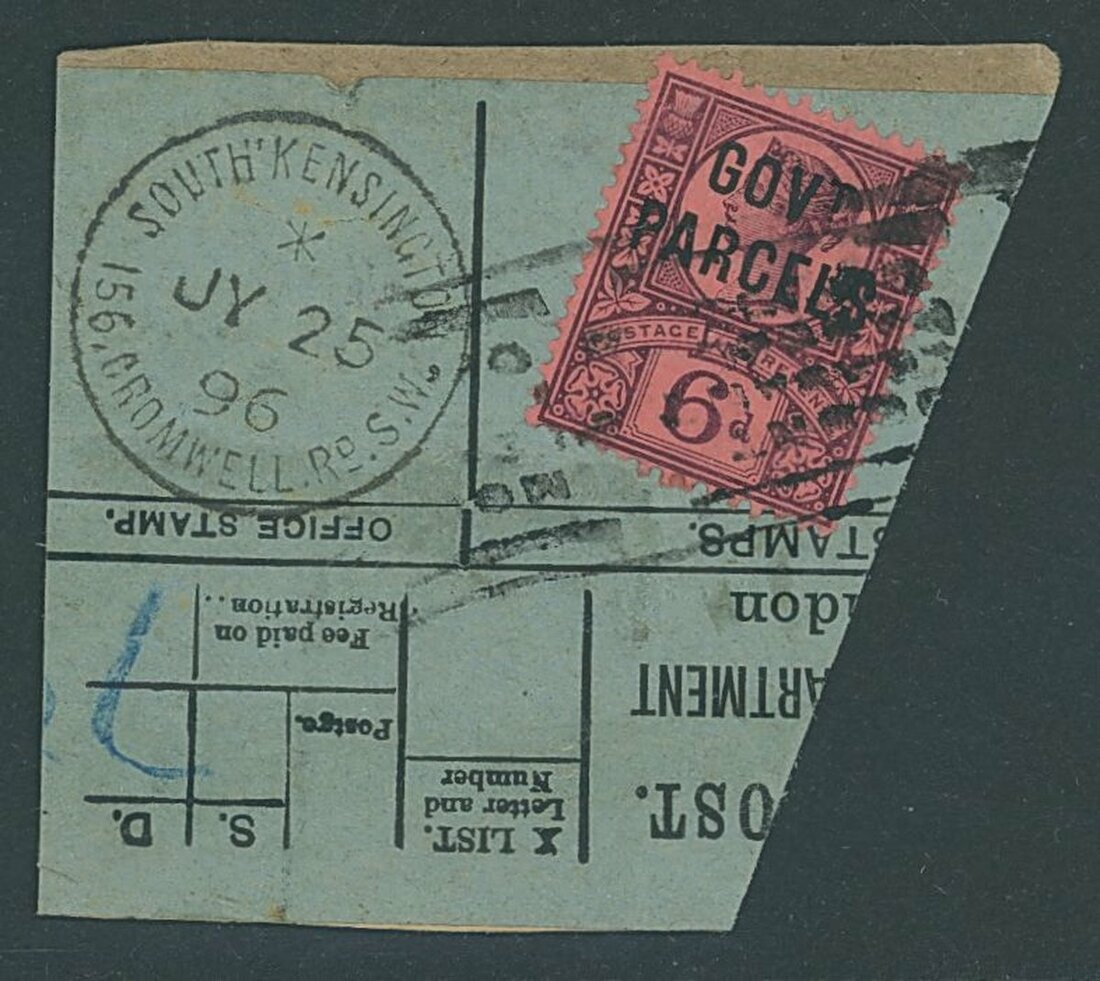 SOUTH KENSINGTON
JY 25
96
156, CROMWELL. RD. S.W.
GOVT
PARCELS
POSTAGE
6d
OFFICE STAMP.
STAMPS.
Fee paid on
Registration..
Postge.
S. D.
X LIST.
Letter and
Number
OST.
ARTMENT
don